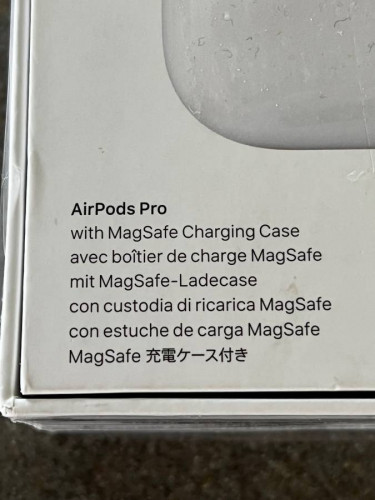 AirPods Pro
with MagSafe Charging Case
avec boîtier de charge MagSafe
mit MagSafe-Ladecase
con custodia di ricarica MagSafe
con estuche de carga MagSafe
MagSafe 充電ケース付き